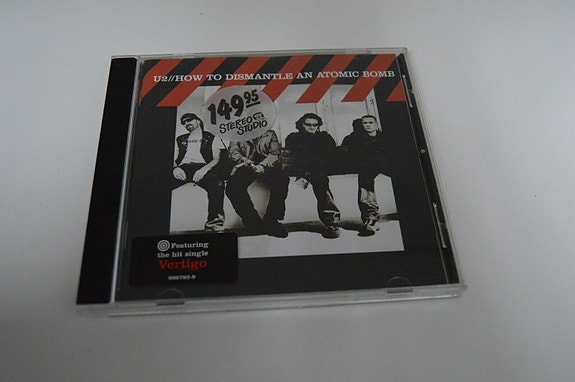 U2//HOW TO DISMANTLE AN ATOMIC BOMB
149.95
STEREO
STUDIO
Featuring
the hit single
Vertigo